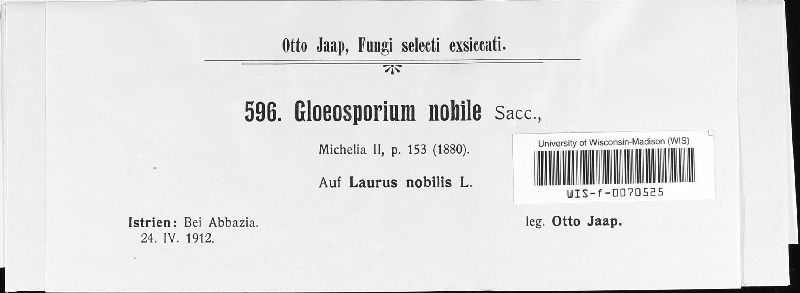 Otto Jaap, Fungi selecti exsiccati.
596. Gloeosporium nobile Sacc.,
Michelia II, p. 153 (1880).
Auf Laurus nobilis L.
University of Wisconsin-Madison (WIS)
WIS-f-0070525
Istrien: Bei Abbazia.
24. IV. 1912.
leg. Otto Jaap.